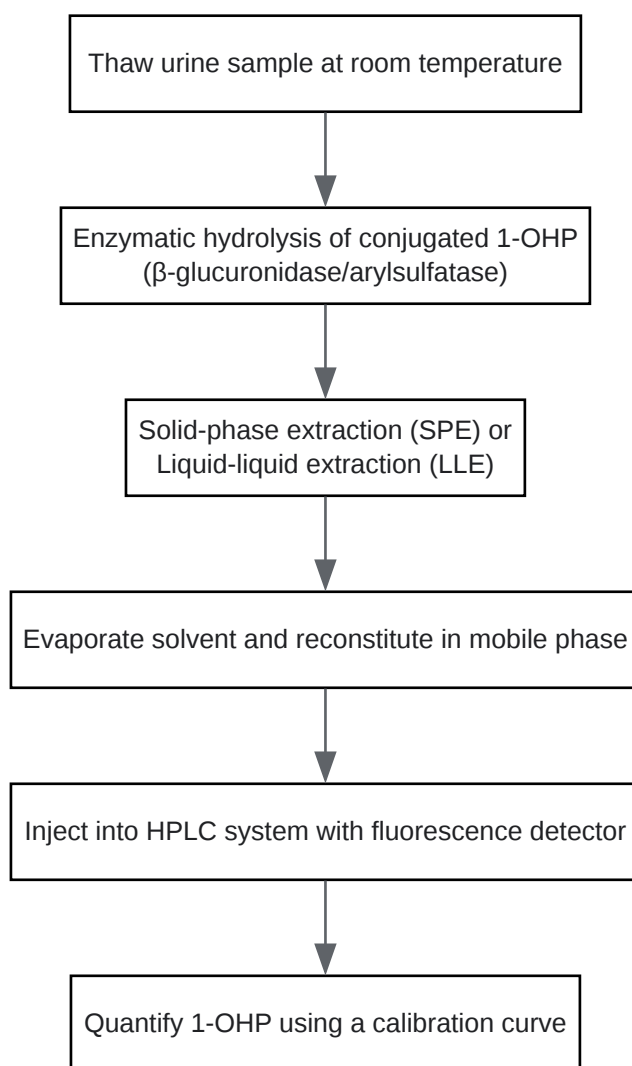 Thaw urine sample at room temperature
Enzymatic hydrolysis of conjugated 1-OHP
(β-glucuronidase/arylsulfatase)
Solid-phase extraction (SPE) or
Liquid-liquid extraction (LLE)
Evaporate solvent and reconstitute in mobile phase
Inject into HPLC system with fluorescence detector
Quantify 1-OHP using a calibration curve